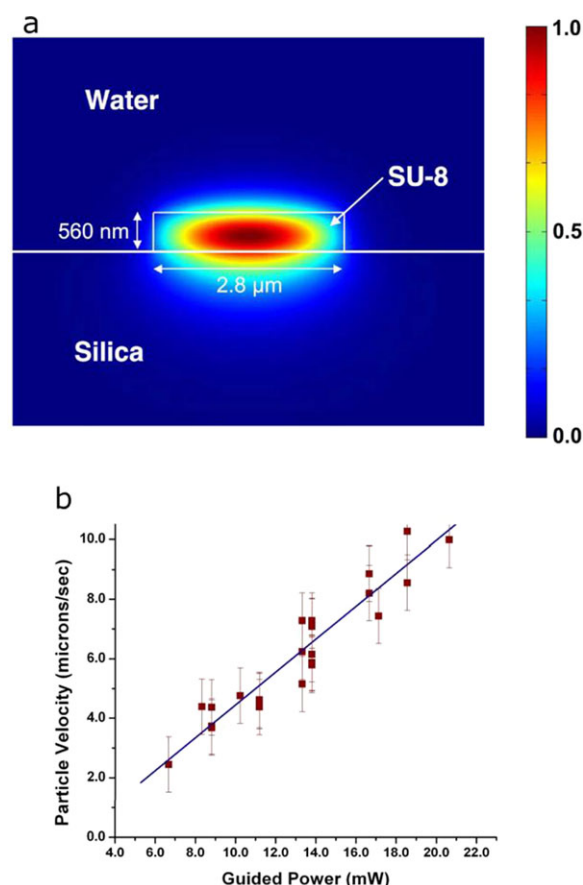 a
Water
SU-8
560 nm
2.8 µm
Silica
1.0
0.5
0.0
b
Particle Velocity (microns/sec)
10.0
8.0
6.0
4.0
2.0
0.0
4.0 6.0 8.0 10.0 12.0 14.0 16.0 18.0 20.0 22.0
Guided Power (mW)